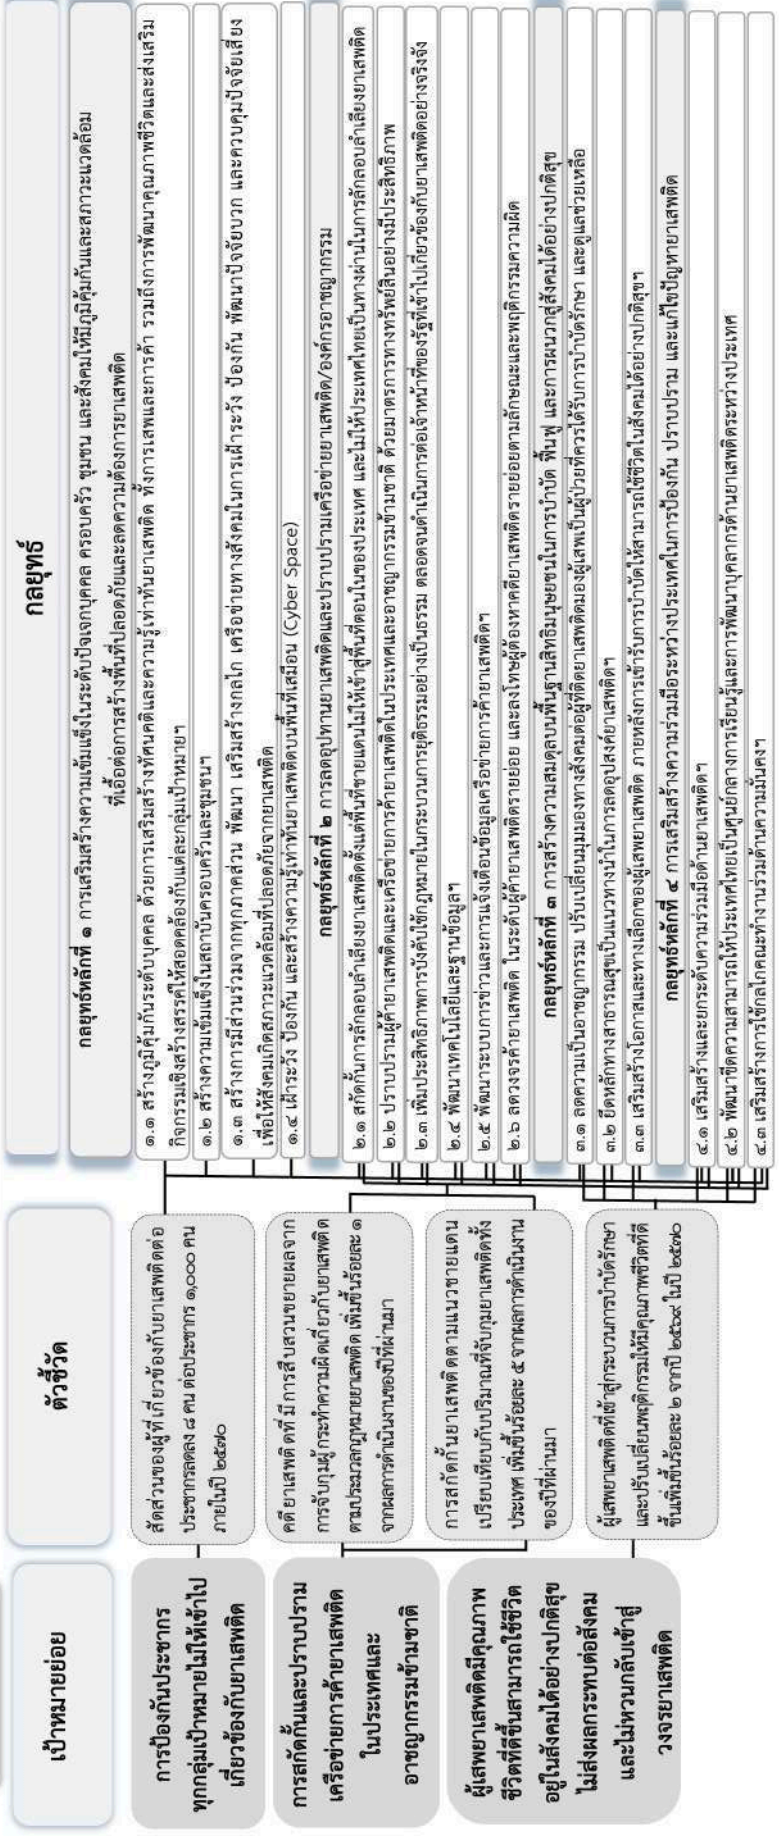 เป้าหมายย่อย
ตัวชี้วัด
กลยุทธ์
การป้องกันประชากร
ทุกกลุ่มเป้าหมายไม่ให้เข้าไป
เกี่ยวข้องกับยาเสพติด
การสกัดกั้นและปราบปราม
เครือข่ายการค้ายาเสพติด
ในประเทศและ
อาชญากรรมข้ามชาติ
ผู้เสพยาเสพติดมีคุณภาพ
ชีวิตที่ดีขึ้นสามารถใช้ชีวิต
อยู่ในสังคมได้อย่างปกติสุข
ไม่ส่งผลกระทบต่อสังคม
และไม่หวนกลับเข้าสู่
วงจรยาเสพติด
สัดส่วนของผู้ที่เกี่ยวข้องกับยาเสพติดต่อ
ประชากรลดลง ๘ คน ต่อประชากร ๑,๐๐๐ คน
ภายในปี ๒๕๗๐
คดียาเสพติดที่มีการสืบสวนขยายผลจาก
การจับกุมผู้กระทำความผิดเกี่ยวกับยาเสพติด
ตามประมวลกฎหมายยาเสพติด เพิ่มขึ้นร้อยละ ๑
จากผลการดำเนินงานของปีที่ผ่านมา
การสกัดกั้นยาเสพติดตามแนวชายแดน
เปรียบเทียบกับปริมาณที่จับกุมยาเสพติดทั้ง
ประเทศ เพิ่มขึ้นร้อยละ ๕ จากผลการดำเนินงาน
ของปีที่ผ่านมา
ผู้เสพยาเสพติดที่เข้าสู่กระบวนการบำบัดรักษา
และปรับเปลี่ยนพฤติกรรมให้มีคุณภาพชีวิตที่ดี
ขึ้นเพิ่มขึ้นร้อยละ ๒ จากปี ๒๕๖๙ ในปี ๒๕๗๐
กลยุทธ์หลักที่ ๑ การเสริมสร้างความเข้มแข็งในระดับปัจเจกบุคคล ครอบครัว ชุมชน และสังคมให้มีภูมิคุ้มกันและสภาวะแวดล้อม
ที่เอื้อต่อการสร้างพื้นที่ปลอดภัยและลดความต้องการยาเสพติด
๑.๑ สร้างภูมิคุ้มกันระดับบุคคล ด้วยการเสริมสร้างทัศนคติและความรู้เท่าทันยาเสพติด ทั้งการเสพและการค้า รวมถึงการพัฒนาคุณภาพชีวิตและส่งเสริม
กิจกรรมเชิงสร้างสรรค์ให้สอดคล้องกับแต่ละกลุ่มเป้าหมายฯ
๑.๒ สร้างความเข้มแข็งในสถาบันครอบครัวและชุมชนฯ
๑.๓ สร้างการมีส่วนร่วมจากทุกภาคส่วน พัฒนา เสริมสร้างกลไก เครือข่ายทางสังคมในการเฝ้าระวัง ป้องกัน พัฒนาปัจจัยบวก และควบคุมปัจจัยเสี่ยง
เพื่อให้สังคมเกิดสภาวะแวดล้อมที่ปลอดภัยจากยาเสพติด
๑.๔ เฝ้าระวัง ป้องกัน และสร้างความรู้เท่าทันยาเสพติดบนพื้นที่เสมือน (Cyber Space)
กลยุทธ์หลักที่ ๒ การลดอุปทานยาเสพติดและปราบปรามเครือข่ายยาเสพติด/องค์กรอาชญากรรม
๒.๑ สกัดกั้นการลักลอบลำเลียงยาเสพติดตั้งแต่พื้นที่ชายแดนไม่ให้เข้าสู่พื้นที่ตอนในของประเทศ และไม่ให้ประเทศไทยเป็นทางผ่านในการลักลอบลำเลียงยาเสพติด
๒.๒ ปราบปรามผู้ค้ายาเสพติดและเครือข่ายการค้ายาเสพติดในประเทศและอาชญากรรมข้ามชาติ ด้วยมาตรการทางทรัพย์สินอย่างมีประสิทธิภาพ
๒.๓ เพิ่มประสิทธิภาพการบังคับใช้กฎหมายในกระบวนการยุติธรรมอย่างเป็นธรรม ตลอดจนดำเนินการต่อเจ้าหน้าที่ของรัฐที่เข้าไปเกี่ยวข้องกับยาเสพติดอย่างจริงจัง
๒.๔ พัฒนาเทคโนโลยีและฐานข้อมูลฯ
๒.๕ พัฒนาระบบการข่าวและการแจ้งเตือนข้อมูลเครือข่ายการค้ายาเสพติดฯ
๒.๖ ลดวงจรค้ายาเสพติด ในระดับผู้ค้ายาเสพติดรายย่อย และลงโทษผู้ต้องหาคดียาเสพติดรายย่อยตามลักษณะและพฤติกรรมความผิด
กลยุทธ์หลักที่ ๓ การสร้างความสมดุลบนพื้นฐานสิทธิมนุษยชนในการบำบัด ฟื้นฟู และการผนวกสู่สังคมได้อย่างปกติสุข
๓.๑ ลดความเป็นอาชญากรรม ปรับเปลี่ยนมุมมองทางสังคมต่อผู้ที่ติดยาเสพติดมองผู้เสพเป็นผู้ป่วยที่ควรได้รับการบำบัดรักษา และดูแลช่วยเหลือ
๓.๒ ยึดหลักทางสาธารณสุขเป็นแนวทางนำในการลดอุปสงค์ยาเสพติดฯ
๓.๓ เสริมสร้างโอกาสและทางเลือกของผู้เสพยาเสพติด ภายหลังการเข้ารับการบำบัดให้สามารถใช้ชีวิตในสังคมได้อย่างปกติสุขฯ
กลยุทธ์หลักที่ ๔ การเสริมสร้างความร่วมมือระหว่างประเทศในการป้องกัน ปราบปราม และแก้ไขปัญหายาเสพติด
๔.๑ เสริมสร้างและยกระดับความร่วมมือด้านยาเสพติดฯ
๔.๒ พัฒนาขีดความสามารถให้ประเทศไทยเป็นศูนย์กลางการเรียนรู้และการพัฒนาบุคลากรด้านยาเสพติดระหว่างประเทศ
๔.๓ เสริมสร้างการใช้กลไกคณะทำงานร่วมด้านความมั่นคงฯ